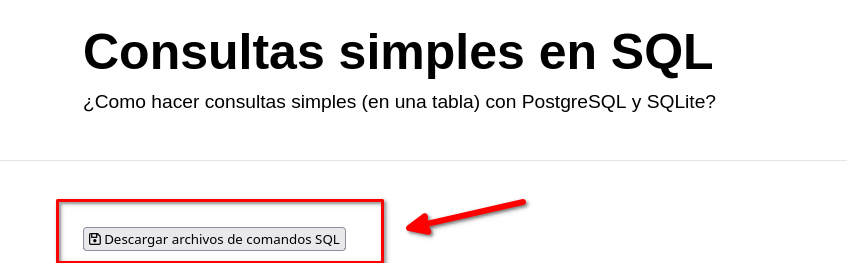 Consultas simples en SQL
¿Como hacer consultas simples (en una tabla) con PostgreSQL y SQLite?
Descargar archivos de comandos SQL